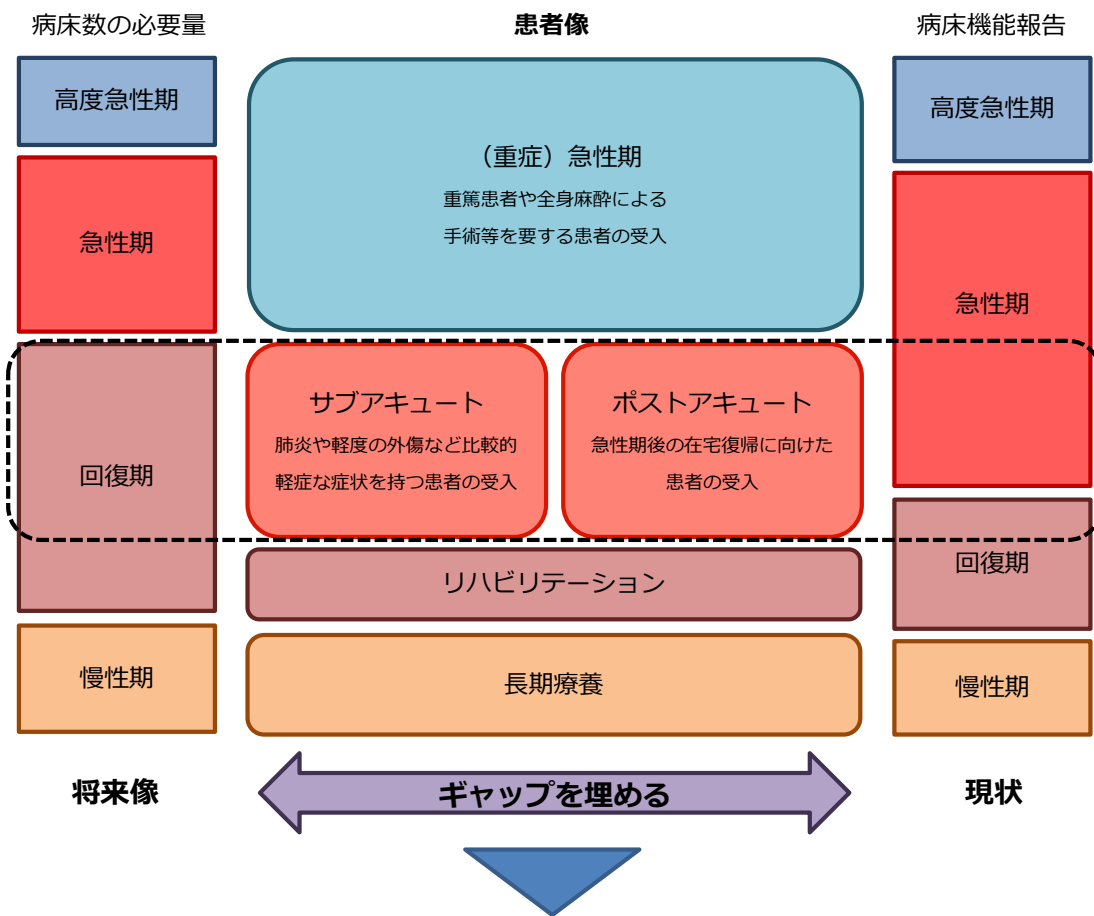 病床数の必要量
患者像
病床機能報告
高度急性期
急性期
回復期
慢性期
将来像
（重症）急性期
重篤患者や全身麻酔による
手術等を要する患者の受入
サブアキュート
肺炎や軽度の外傷など比較的
軽症な症状を持つ患者の受入
ポストアキュート
急性期後の在宅復帰に向けた
患者の受入
リハビリテーション
長期療養
ギャップを埋める
高度急性期
急性期
回復期
慢性期
現状